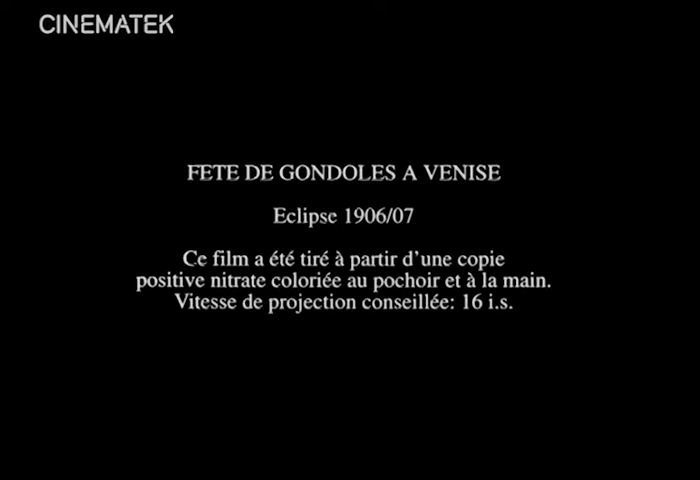 CINEMATEK
FETE DE GONDOLES A VENISE
Eclipse 1906/07
Ce film a été tiré à partir d'une copie
positive nitrate coloriée au pochoir et à la main.
Vitesse de projection conseillée: 16 i.s.